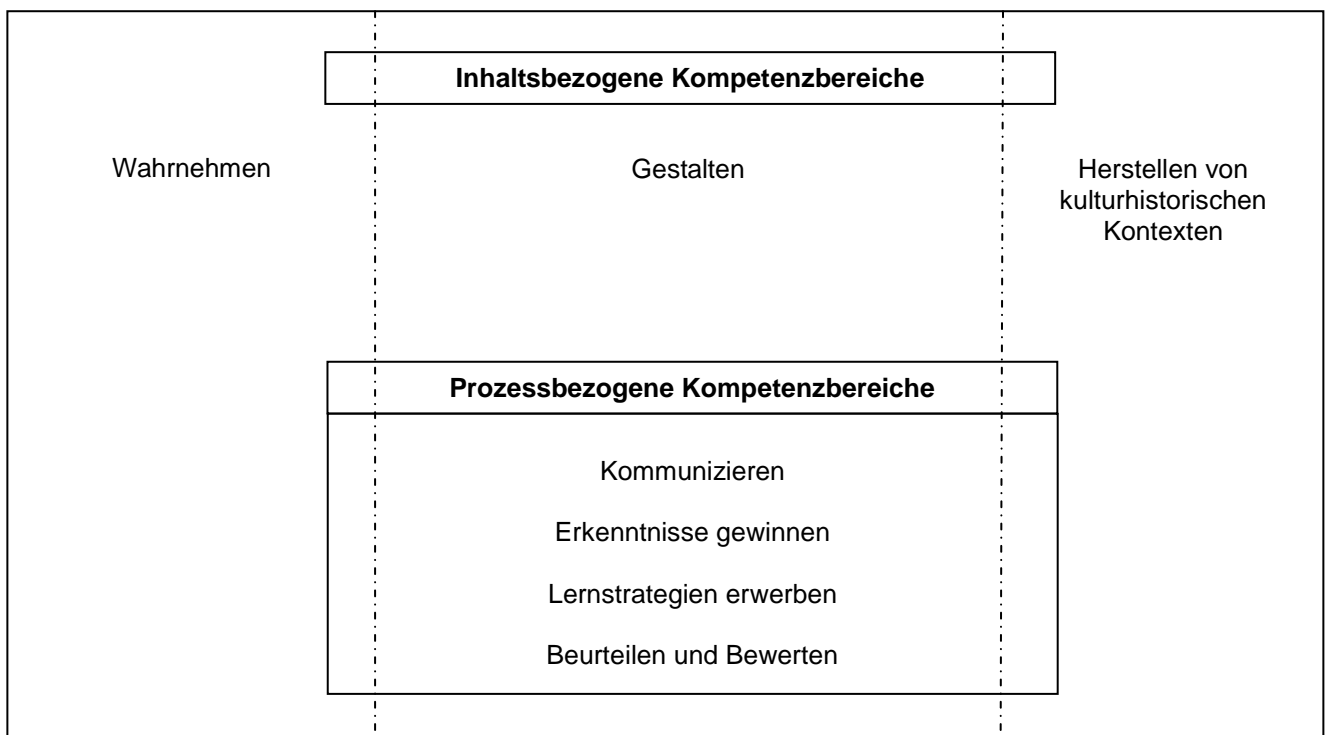 Inhaltsbezogene Kompetenzbereiche
Wahrnehmen
Gestalten
Herstellen von
kulturhistorischen
Kontexten
Prozessbezogene Kompetenzbereiche
Kommunizieren
Erkenntnisse gewinnen
Lernstrategien erwerben
Beurteilen und Bewerten